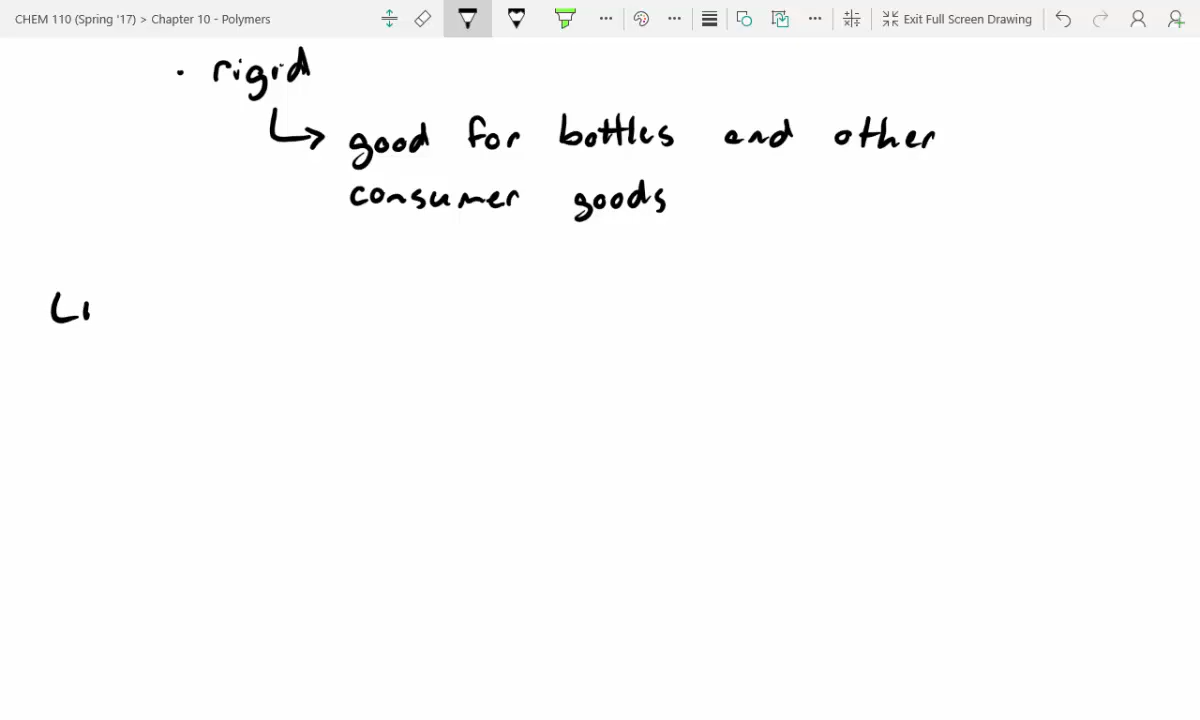 CHEM 110 (Spring '17) > Chapter 10 - Polymers
Exit Full Screen Drawing
· rigid
↳ good for bottles and other
consumer goods